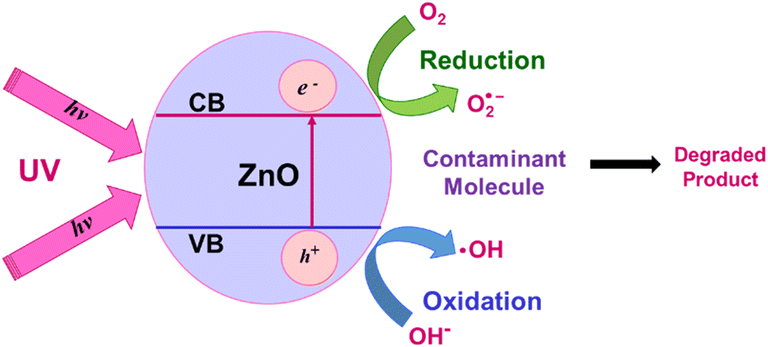 UV
hν
hν
CB
e⁻
ZnO
VB
h⁺
O₂
Reduction
O₂•⁻
Contaminant
Molecule
Degraded
Product
•OH
Oxidation
OH⁻